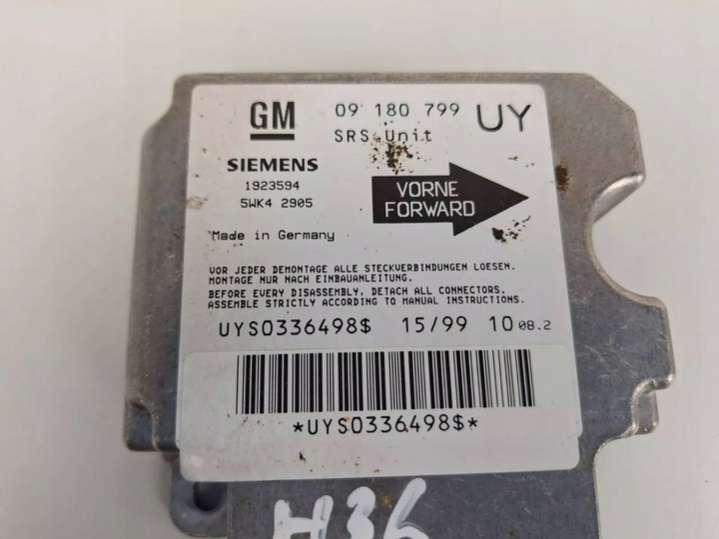 GM 09 180 799 UY
SRS Unit
SIEMENS
1923594
5WK4 2905
VORNE
FORWARD
Made in Germany
VOR JEDER DEMONTAGE ALLE STECKVERBINDUNGEN LOESEN.
MONTAGE NUR NACH EINBAUANLEITUNG.
BEFORE EVERY DISASSEMBLY, DETACH ALL CONNECTORS.
ASSEMBLE STRICTLY ACCORDING TO MANUAL INSTRUCTIONS.
UYS0336498$ 15/99 10 08.2
*UYS0336498$*
H36